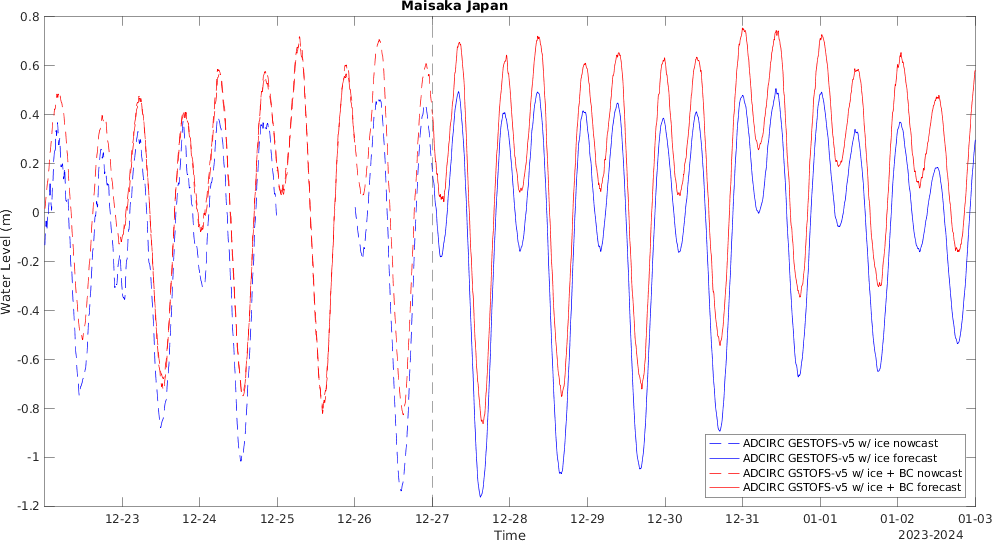 Maisaka Japan
0.8
0.6
0.4
0.2
0
-0.2
-0.4
-0.6
-0.8
-1
-1.2
Water Level (m)
12-23 12-24 12-25 12-26 12-27 12-28 12-29 12-30 12-31 01-01 01-02 01-03
Time
2023-2024
ADCIRC GESTOFS-v5 w/ ice nowcast
ADCIRC GESTOFS-v5 w/ ice forecast
ADCIRC GSTOFS-v5 w/ ice + BC nowcast
ADCIRC GSTOFS-v5 w/ ice + BC forecast